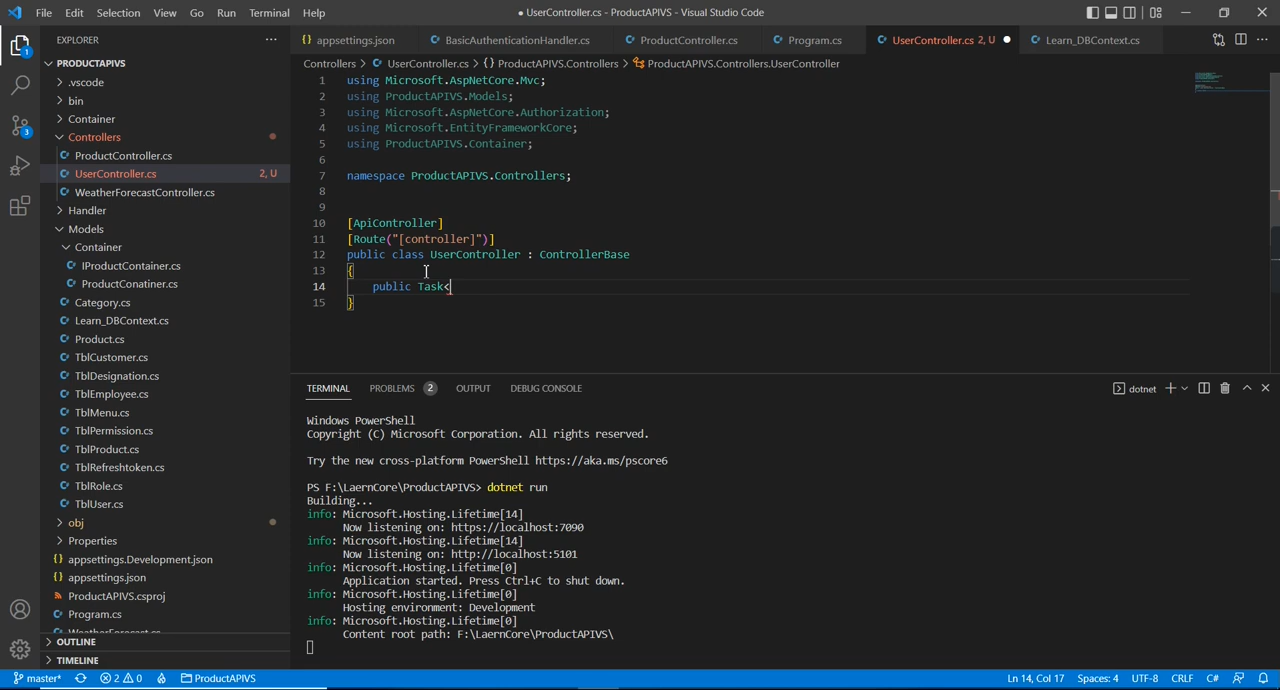 File Edit Selection View Go Run Terminal Help
● UserController.cs - ProductAPIVS - Visual Studio Code
EXPLORER
PRODUCTAPIVS
.vscode
bin
Container
Controllers
ProductController.cs
UserController.cs 2, U
WeatherForecastController.cs
Handler
Models
Container
IProductContainer.cs
ProductConatiner.cs
Category.cs
Learn_DBContext.cs
Product.cs
TblCustomer.cs
TblDesignation.cs
TblEmployee.cs
TblMenu.cs
TblPermission.cs
TblProduct.cs
TblRefreshtoken.cs
TblRole.cs
TblUser.cs
obj
Properties
appsettings.Development.json
appsettings.json
ProductAPIVS.csproj
Program.cs
WeatherForecast.cs
OUTLINE
TIMELINE
1
3
appsettings.json BasicAuthenticationHandler.cs ProductController.cs Program.cs UserController.cs 2, U Learn_DBContext.cs
Controllers > UserController.cs > {} ProductAPIVS.Controllers > ProductAPIVS.Controllers.UserController
1 using Microsoft.AspNetCore.Mvc;
2 using ProductAPIVS.Models;
3 using Microsoft.AspNetCore.Authorization;
4 using Microsoft.EntityFrameworkCore;
5 using ProductAPIVS.Container;
6
7 namespace ProductAPIVS.Controllers;
8
9
10 [ApiController]
11 [Route("[controller]")]
12 public class UserController : ControllerBase
13 {
14 public Task<
15 }
TERMINAL PROBLEMS 2 OUTPUT DEBUG CONSOLE
dotnet
Windows PowerShell
Copyright (C) Microsoft Corporation. All rights reserved.
Try the new cross-platform PowerShell https://aka.ms/pscore6
PS F:\LaernCore\ProductAPIVS> dotnet run
Building...
info: Microsoft.Hosting.Lifetime[14]
Now listening on: https://localhost:7090
info: Microsoft.Hosting.Lifetime[14]
Now listening on: http://localhost:5101
info: Microsoft.Hosting.Lifetime[0]
Application started. Press Ctrl+C to shut down.
info: Microsoft.Hosting.Lifetime[0]
Hosting environment: Development
info: Microsoft.Hosting.Lifetime[0]
Content root path: F:\LaernCore\ProductAPIVS\
master* 2 0 ProductAPIVS
Ln 14, Col 17 Spaces: 4 UTF-8 CRLF C#